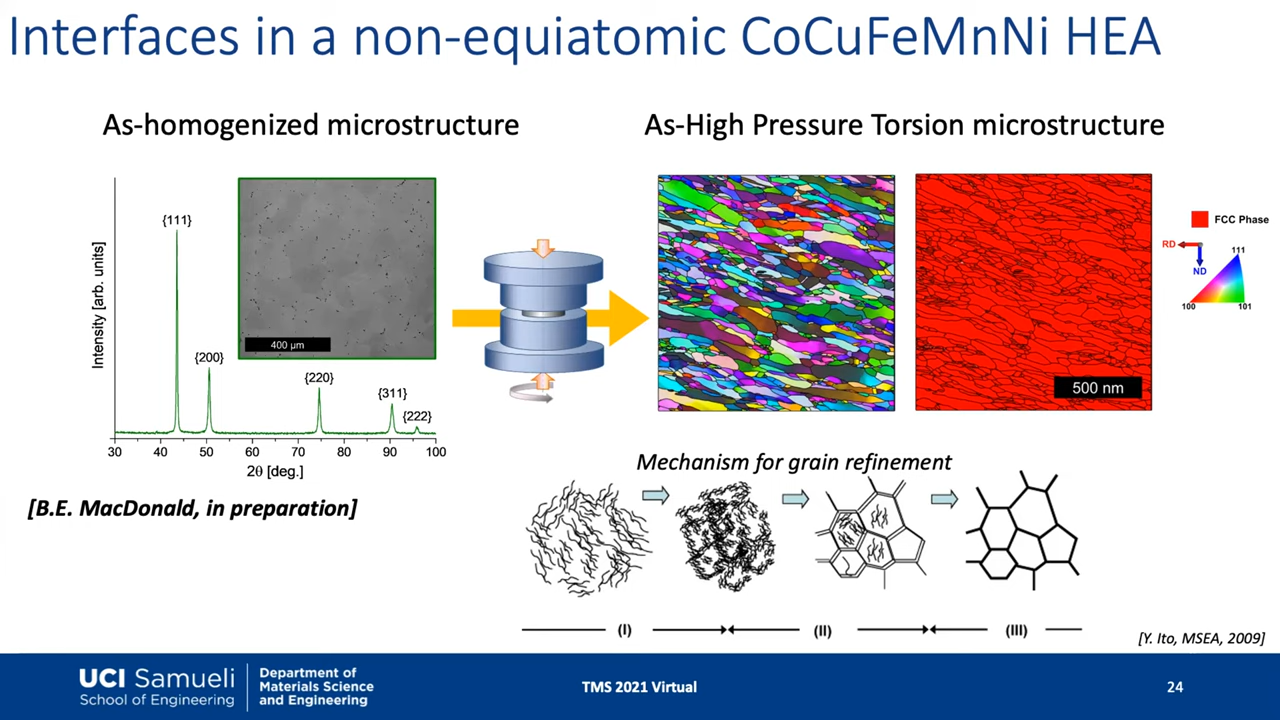 Interfaces in a non-equiatomic CoCuFeMnNi HEA
As-homogenized microstructure
As-High Pressure Torsion microstructure
Intensity [arb. units]
{111}
{200}
{220}
{311}
{222}
400 µm
30 40 50 60 70 80 90 100
2θ [deg.]
[B.E. MacDonald, in preparation]
500 nm
FCC Phase
RD
ND
111
100
101
Mechanism for grain refinement
(I)
(II)
(III)
[Y. Ito, MSEA, 2009]
UCI Samueli
School of Engineering
Department of
Materials Science
and Engineering
TMS 2021 Virtual
24